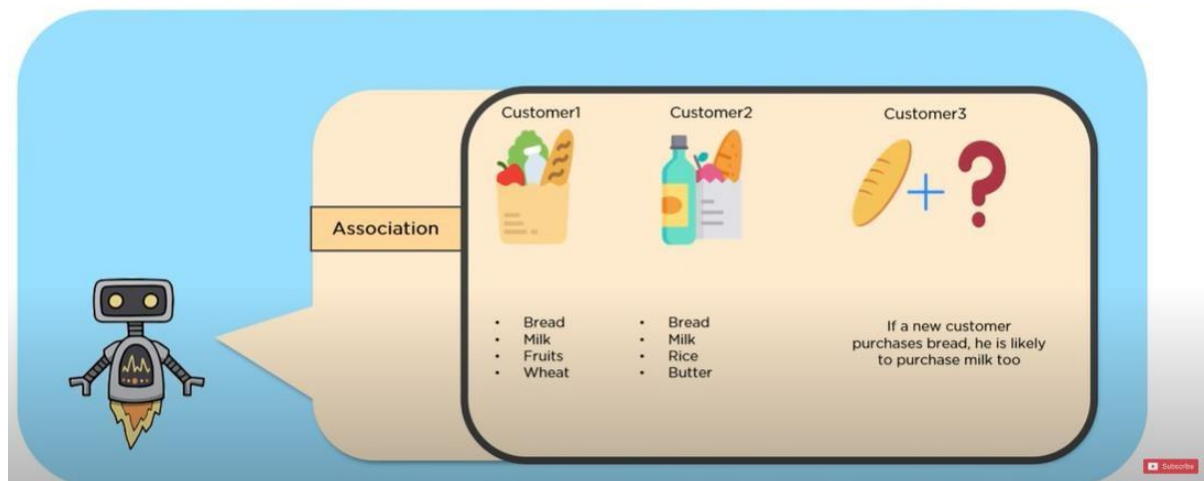 Customer1
Customer2
Customer3
Association
Bread
Milk
Fruits
Wheat
Bread
Milk
Rice
Butter
If a new customer
purchases bread, he is likely
to purchase milk too
Subscribe